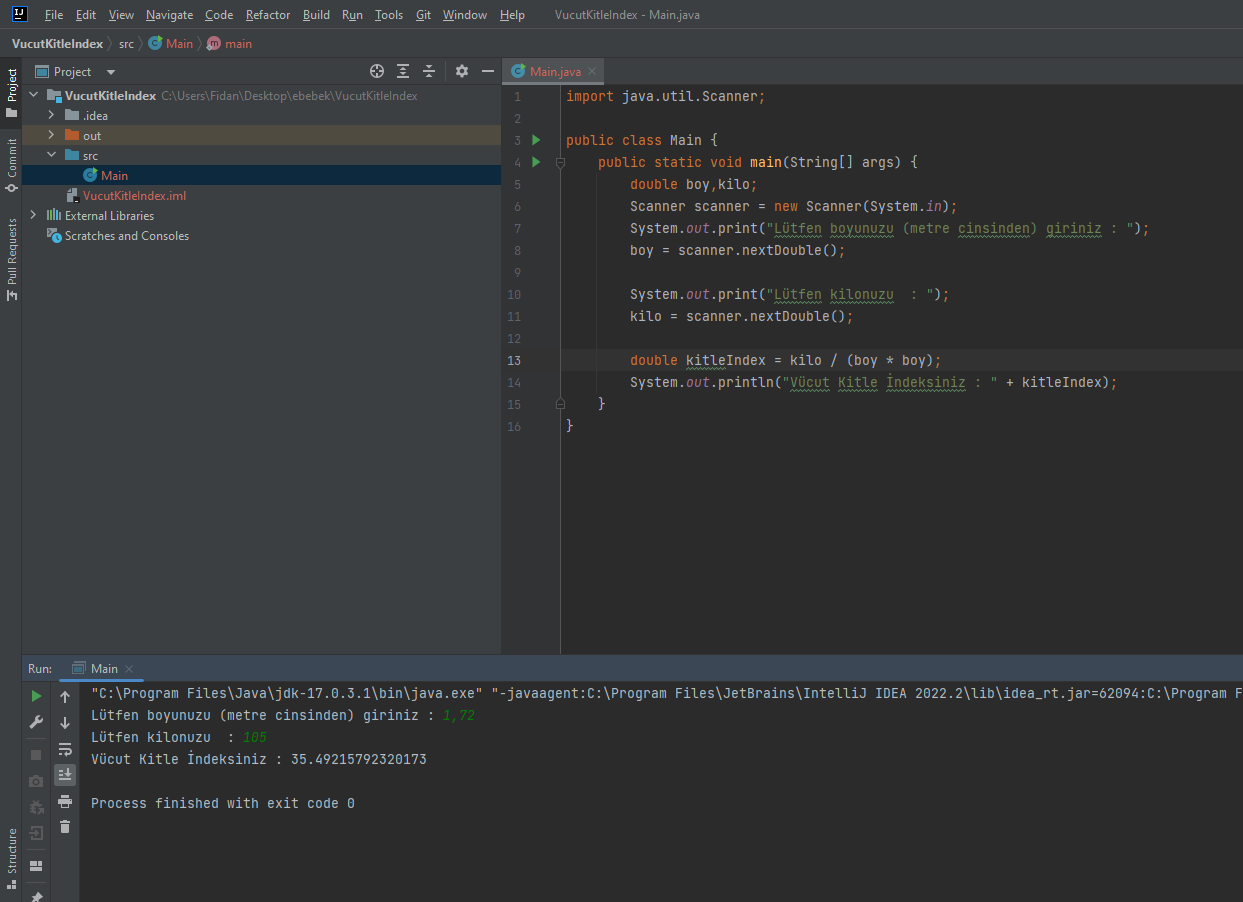 File Edit View Navigate Code Refactor Build Run Tools Git Window Help VucutKitleIndex - Main.java
VucutKitleIndex src Main main
Project
Commit
Pull Requests
Structure
Project
VucutKitleIndex C:\Users\Fidan\Desktop\ebebek\VucutKitleIndex
.idea
out
src
Main
VucutKitleIndex.iml
External Libraries
Scratches and Consoles
Main.java
1 import java.util.Scanner;
2
3 public class Main {
4 public static void main(String[] args) {
5 double boy,kilo;
6 Scanner scanner = new Scanner(System.in);
7 System.out.print("Lütfen boyunuzu (metre cinsinden) giriniz : ");
8 boy = scanner.nextDouble();
9
10 System.out.print("Lütfen kilonuzu  : ");
11 kilo = scanner.nextDouble();
12
13 double kitleIndex = kilo / (boy * boy);
14 System.out.println("Vücut Kitle İndeksiniz : " + kitleIndex);
15 }
16 }
Run: Main
"C:\Program Files\Java\jdk-17.0.3.1\bin\java.exe" "-javaagent:C:\Program Files\JetBrains\IntelliJ IDEA 2022.2\lib\idea_rt.jar=62094:C:\Program F
Lütfen boyunuzu (metre cinsinden) giriniz : 1,72
Lütfen kilonuzu  : 105
Vücut Kitle İndeksiniz : 35.49215792320173
Process finished with exit code 0